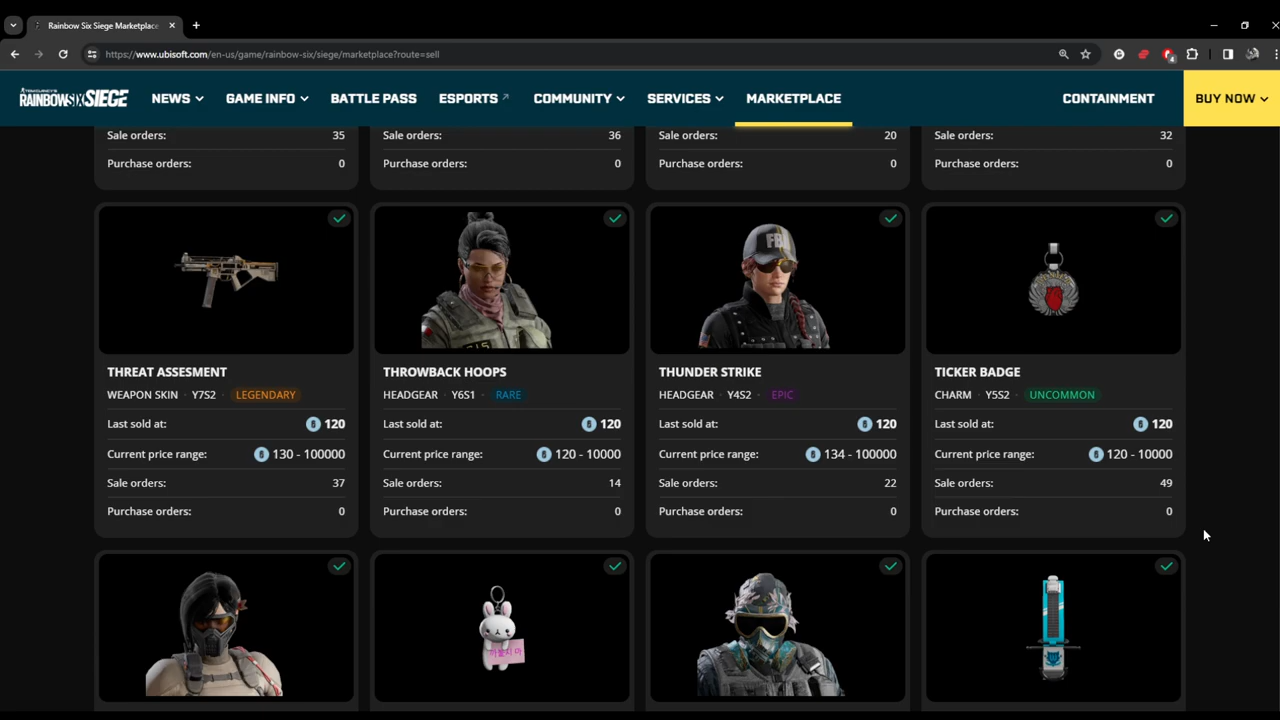 Rainbow Six Siege Marketplace
https://www.ubisoft.com/en-us/game/rainbow-six/siege/marketplace?route=sell
TOM CLANCY'S
RAINBOWSIX SIEGE
NEWS
GAME INFO
BATTLE PASS
ESPORTS
COMMUNITY
SERVICES
MARKETPLACE
CONTAINMENT
BUY NOW
Sale orders: 35
Purchase orders: 0
Sale orders: 36
Purchase orders: 0
Sale orders: 20
Purchase orders: 0
Sale orders: 32
Purchase orders: 0
THREAT ASSESMENT
WEAPON SKIN · Y7S2 · LEGENDARY
Last sold at: 120
Current price range: 130 - 100000
Sale orders: 37
Purchase orders: 0
THROWBACK HOOPS
HEADGEAR · Y6S1 · RARE
Last sold at: 120
Current price range: 120 - 10000
Sale orders: 14
Purchase orders: 0
FBI
THUNDER STRIKE
HEADGEAR · Y4S2 · EPIC
Last sold at: 120
Current price range: 134 - 100000
Sale orders: 22
Purchase orders: 0
TICKER BADGE
CHARM · Y5S2 · UNCOMMON
Last sold at: 120
Current price range: 120 - 10000
Sale orders: 49
Purchase orders: 0